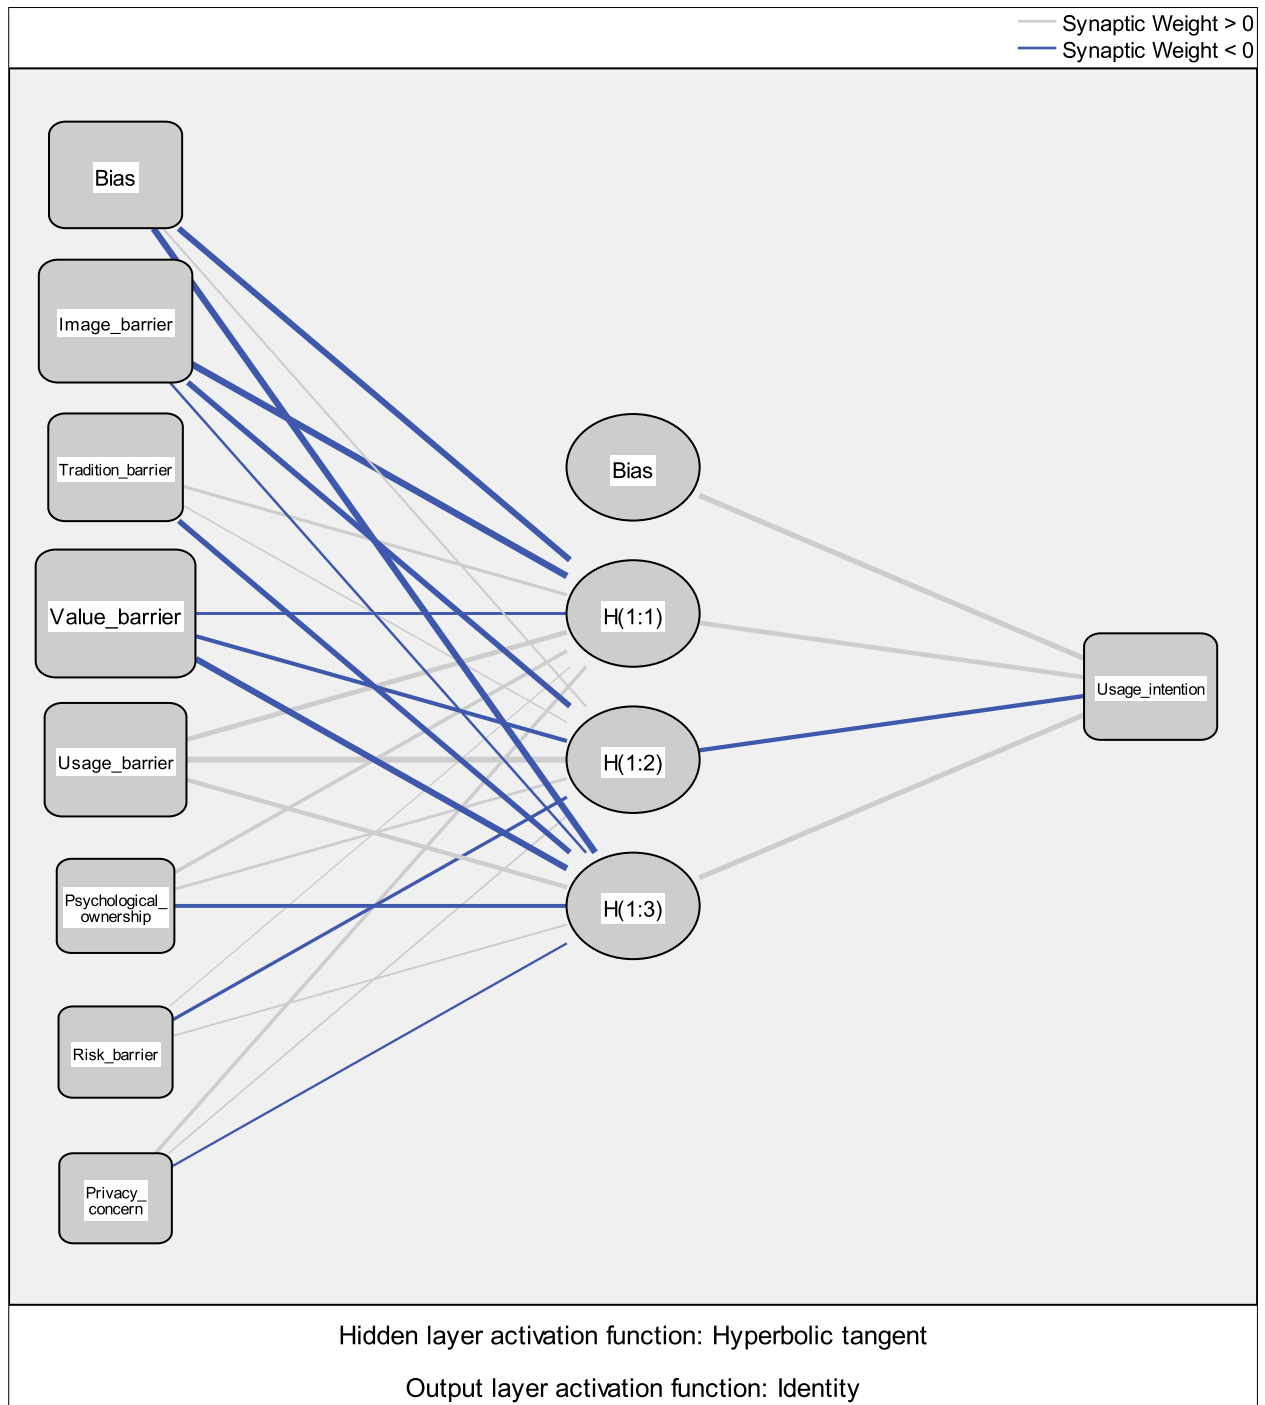 Synaptic Weight > 0
Synaptic Weight < 0
Bias
Image_barrier
Tradition_barrier
Value_barrier
Usage_barrier
Psychological_
ownership
Risk_barrier
Privacy_
concern
Bias
H(1:1)
H(1:2)
H(1:3)
Usage_intention
Hidden layer activation function: Hyperbolic tangent
Output layer activation function: Identity